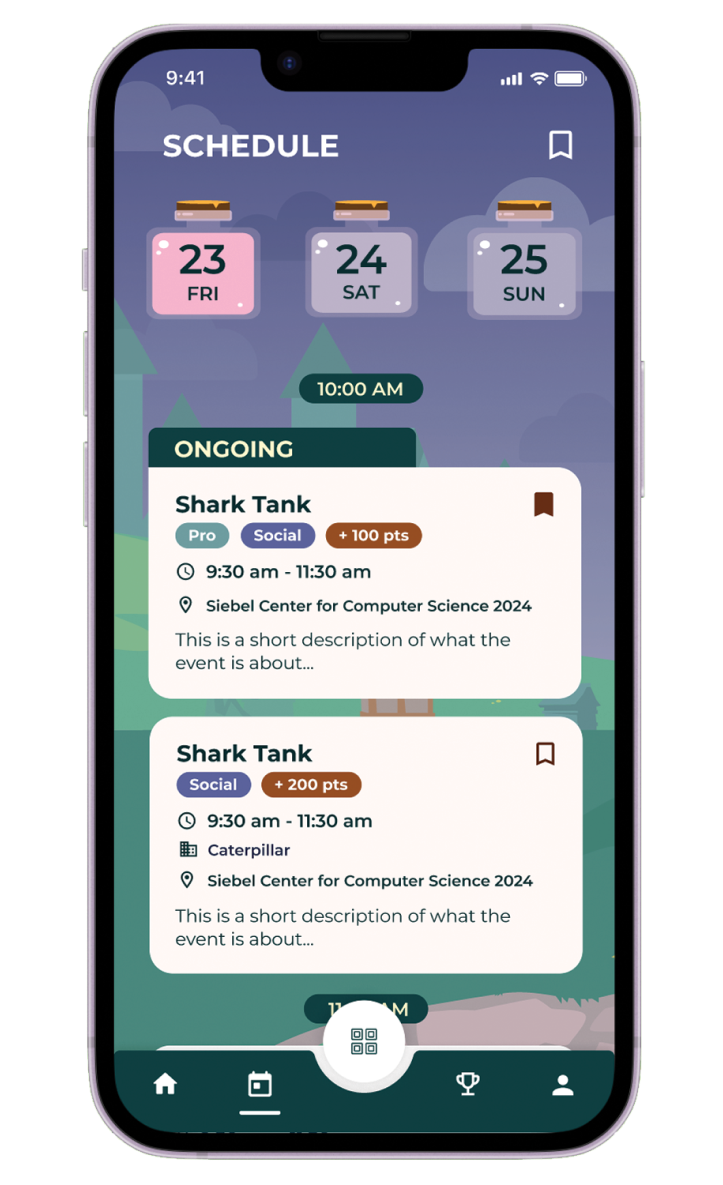 9:41
SCHEDULE
23 24 25
FRI SAT SUN
10:00 AM
ONGOING
Shark Tank
Pro Social + 100 pts
9:30 am - 11:30 am
Siebel Center for Computer Science 2024
This is a short description of what the
event is about...
Shark Tank
Social + 200 pts
9:30 am - 11:30 am
Caterpillar
Siebel Center for Computer Science 2024
This is a short description of what the
event is about...
AM